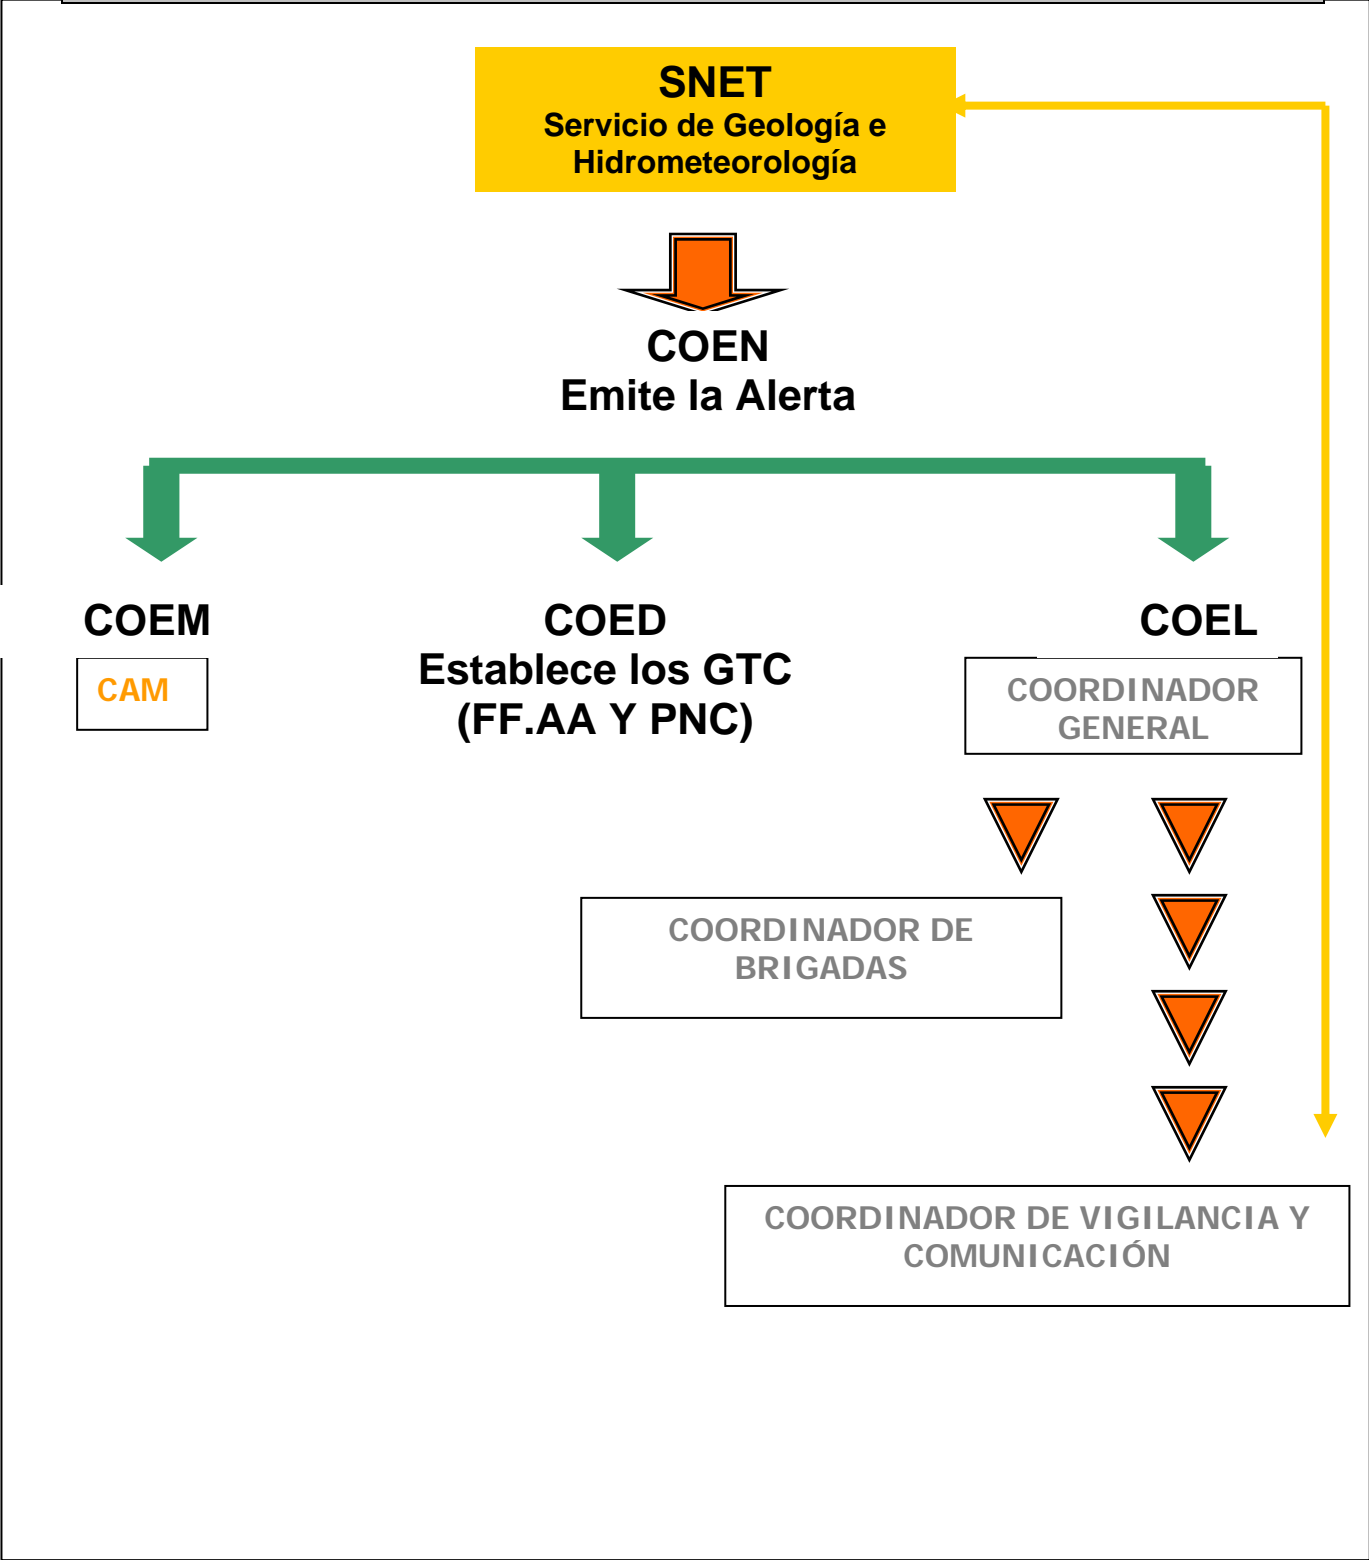 SNET
Servicio de Geología e
Hidrometeorología
COEN
Emite la Alerta
COEM
CAM
COED
Establece los GTC
(FF.AA Y PNC)
COEL
COORDINADOR
GENERAL
COORDINADOR DE
BRIGADAS
COORDINADOR DE VIGILANCIA Y
COMUNICACIÓN